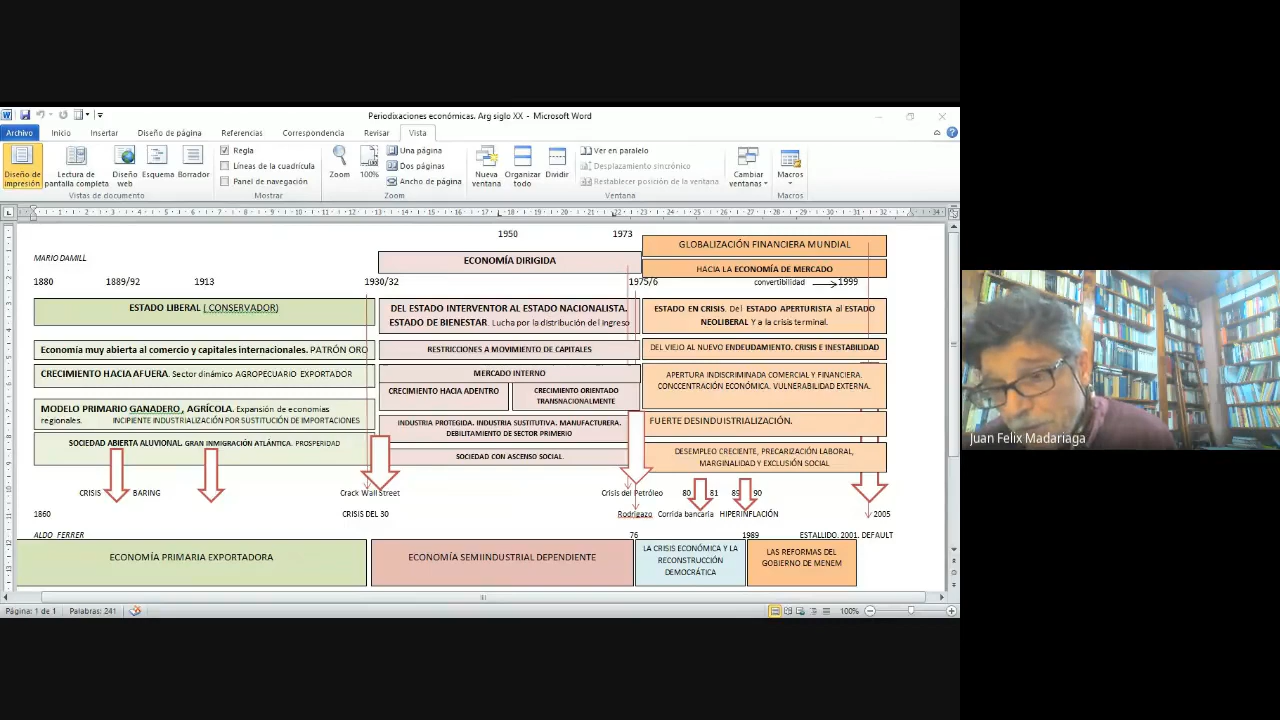 Periodixaciones económicas. Arg siglo XX - Microsoft Word
Archivo Inicio Insertar Diseño de página Referencias Correspondencia Revisar Vista
Diseño de impresión
Lectura de pantalla completa
Diseño web
Esquema
Borrador
Vistas de documento
Regla
Líneas de la cuadrícula
Panel de navegación
Mostrar
Zoom
100%
Una página
Dos páginas
Ancho de página
Zoom
Nueva ventana
Organizar todo
Dividir
Ver en paralelo
Desplazamiento sincrónico
Restablecer posición de la ventana
Ventana
Cambiar ventanas
Macros
Macros
1950 1973
GLOBALIZACIÓN FINANCIERA MUNDIAL
MARIO DAMILL
ECONOMÍA DIRIGIDA
HACIA LA ECONOMÍA DE MERCADO
1880 1889/92 1913 1930/32 1975/6 convertibilidad 1999
ESTADO LIBERAL ( CONSERVADOR)
DEL ESTADO INTERVENTOR AL ESTADO NACIONALISTA.
ESTADO DE BIENESTAR. Lucha por la distribución del ingreso
ESTADO EN CRISIS. Del ESTADO APERTURISTA al ESTADO
NEOLIBERAL Y a la crisis terminal.
Economía muy abierta al comercio y capitales internacionales. PATRÓN ORO
RESTRICCIONES A MOVIMIENTO DE CAPITALES
DEL VIEJO AL NUEVO ENDEUDAMIENTO. CRISIS E INESTABILIDAD
CRECIMIENTO HACIA AFUERA. Sector dinámico AGROPECUARIO EXPORTADOR
MERCADO INTERNO
CRECIMIENTO HACIA ADENTRO
CRECIMIENTO ORIENTADO
TRANSNACIONALMENTE
APERTURA INDISCRIMINADA COMERCIAL Y FINANCIERA.
CONCCENTRACIÓN ECONÓMICA. VULNERABILIDAD EXTERNA.
MODELO PRIMARIO GANADERO, AGRÍCOLA. Expansión de economías
regionales. INCIPIENTE INDUSTRIALIZACIÓN POR SUSTITUCIÓN DE IMPORTACIONES
INDUSTRIA PROTEGIDA. INDUSTRIA SUSTITUTIVA. MANUFACTURERA.
DEBILITAMIENTO DE SECTOR PRIMERIO
FUERTE DESINDUISTRIALIZACIÓN.
SOCIEDAD ABIERTA ALUVIONAL. GRAN INMIGRACIÓN ATLÁNTICA. PROSPERIDAD
SOCIEDAD CON ASCENSO SOCIAL.
DESEMPLEO CRECIENTE, PRECARIZACIÓN LABORAL,
MARGINALIDAD Y EXCLUSIÓN SOCIAL
CRISIS BARING Crack Wall Street Crisis del Petróleo 80 81 89 90
1860 CRISIS DEL 30 Rodrigazo Corrida bancaria HIPERINFLACIÓN 2005
ALDO FERRER 76 1989 ESTALLIDO. 2001. DEFAULT
ECONOMÍA PRIMARIA EXPORTADORA
ECONOMÍA SEMIINDUSTRIAL DEPENDIENTE
LA CRISIS ECONÓMICA Y LA
RECONSTRUCCIÓN
DEMOCRÁTICA
LAS REFORMAS DEL
GOBIERNO DE MENEM
Página: 1 de 1 Palabras: 241 100%
Juan Felix Madariaga